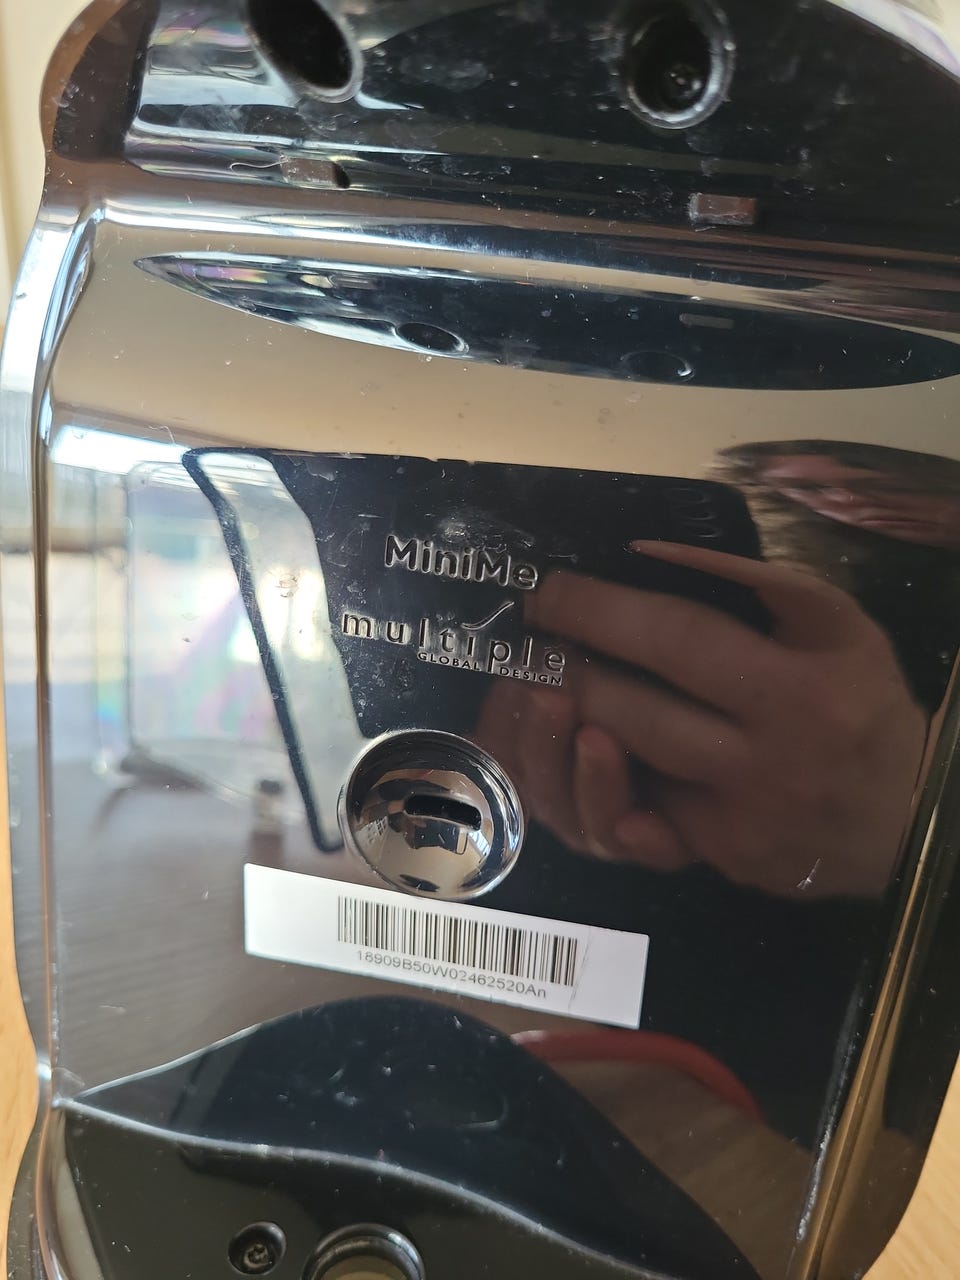 MiniMe
multiple
GLOBAL DESIGN
18909B50W02462520An